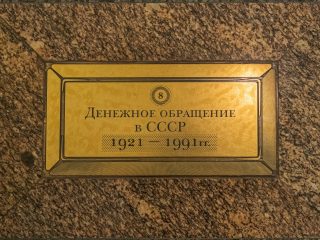 8
Денежное обращение
в СССР
1921 — 1991гг.